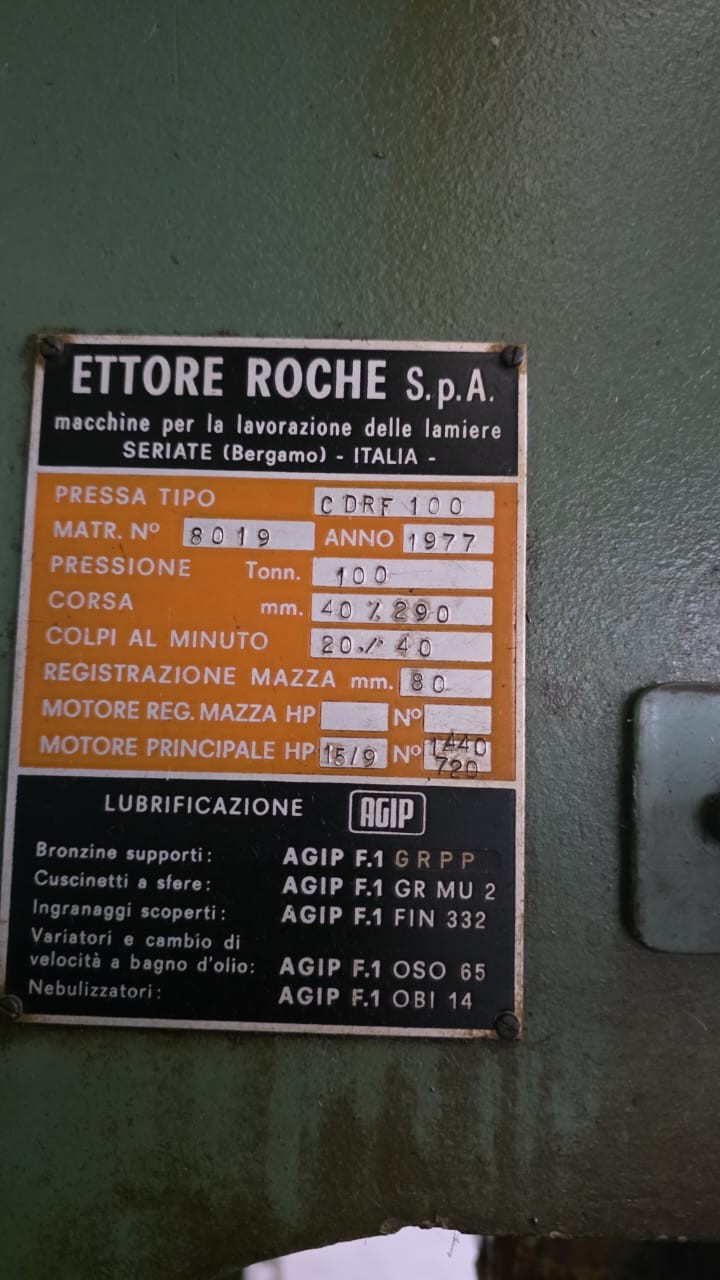 ETTORE ROCHE S.p.A.
macchine per la lavorazione delle lamiere
SERIATE (Bergamo) - ITALIA -
PRESSA TIPO CDRF 100
MATR. Nº 8019 ANNO 1977
PRESSIONE Tonn. 100
CORSA mm. 40 ٪ 290
COLPI AL MINUTO 20./ 40
REGISTRAZIONE MAZZA mm. 80
MOTORE REG. MAZZA HP Nº
MOTORE PRINCIPALE HP 15/9 Nº 1440
720
LUBRIFICAZIONE AGIP
Bronzine supporti: AGIP F.1 GRPP
Cuscinetti a sfere: AGIP F.1 GR MU 2
Ingranaggi scoperti: AGIP F.1 FIN 332
Variatori e cambio di
velocità a bagno d'olio: AGIP F.1 OSO 65
Nebulizzatori: AGIP F.1 OBI 14